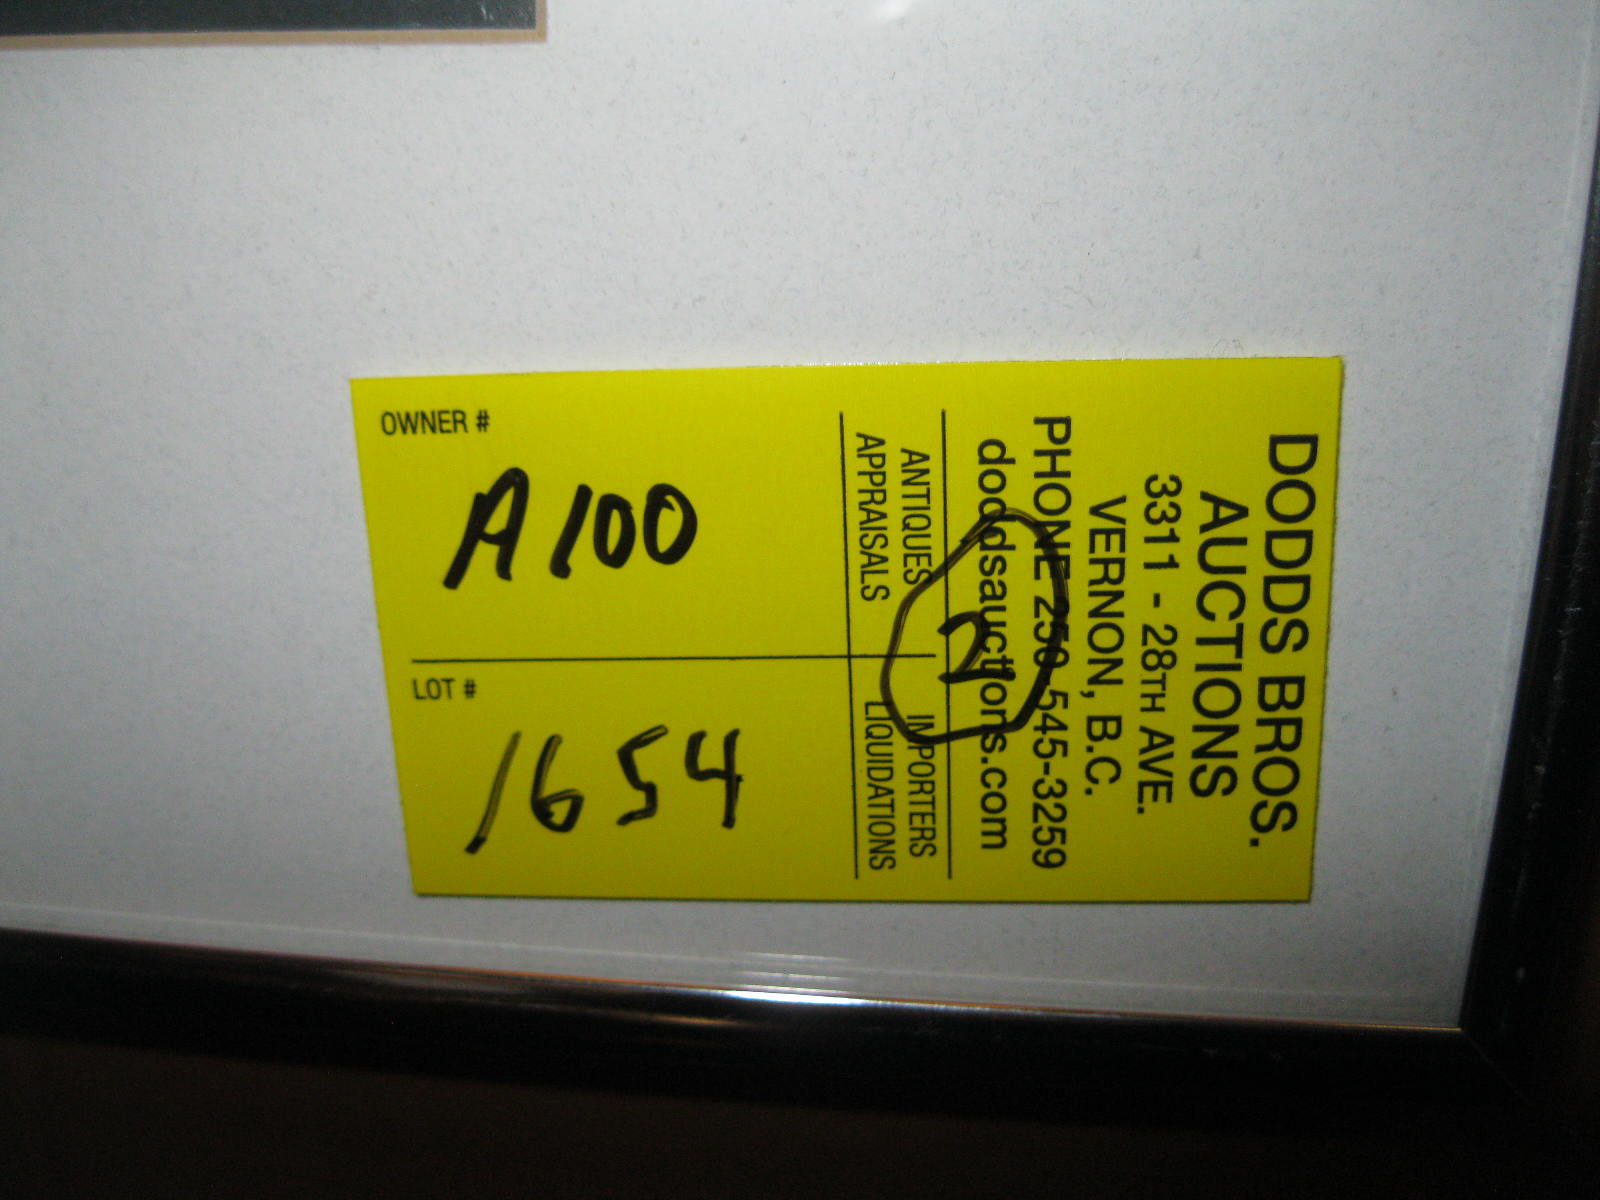 DODDS BROS.
AUCTIONS
3311 - 28TH AVE.
VERNON, B.C.
PHONE 250-545-3259
doddsauctions.com
ANTIQUES IMPORTERS
APPRAISALS LIQUIDATIONS
2
OWNER #
A100
LOT #
1654